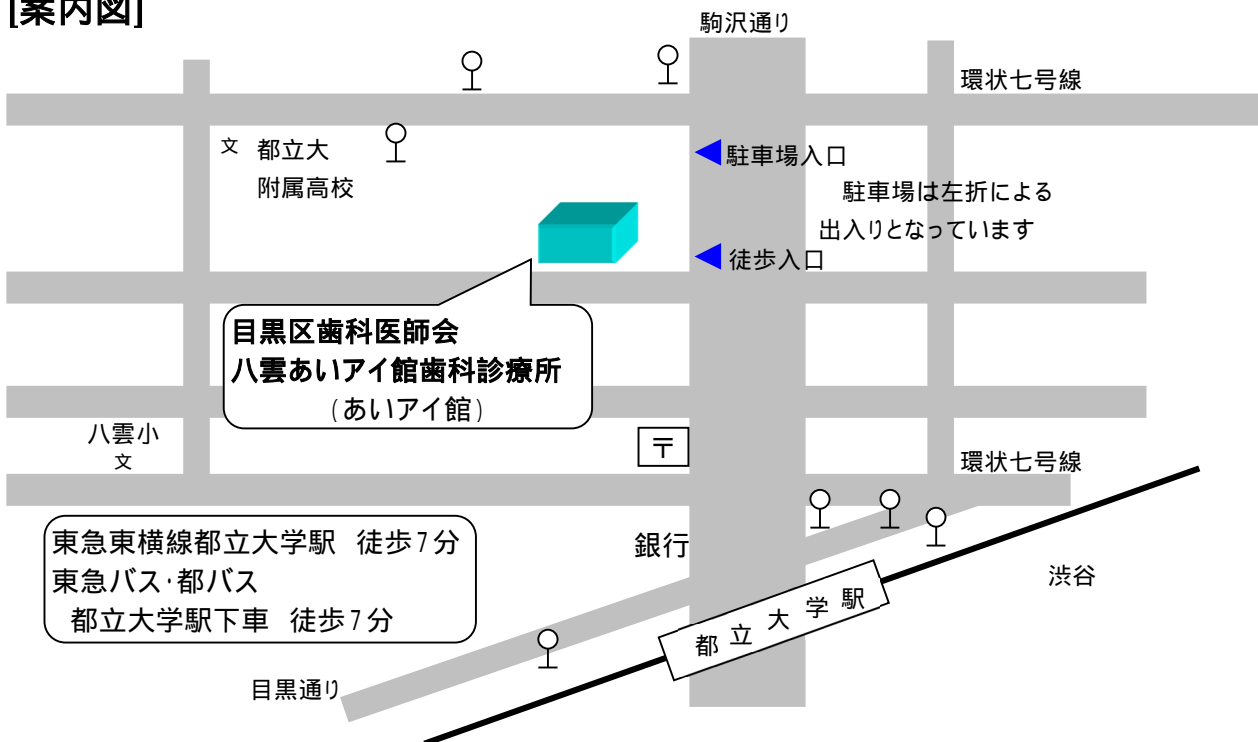 [案内図]
駒沢通り
環状七号線
文 都立大
附属高校
駐車場入口
駐車場は左折による
出入りとなっています
徒歩入口
目黒区歯科医師会
八雲あいアイ館歯科診療所
(あいアイ館)
八雲小
文
〒
環状七号線
東急東横線都立大学駅 徒歩7分
東急バス・都バス
都立大学駅下車 徒歩7分
銀行
渋谷
都立大学駅
目黒通り